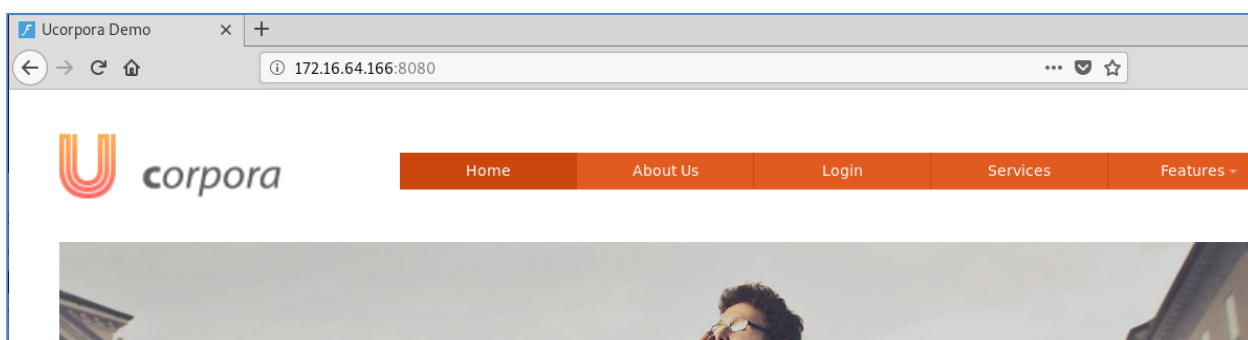 Ucorpora Demo
172.16.64.166:8080
U corpora
Home About Us Login Services Features